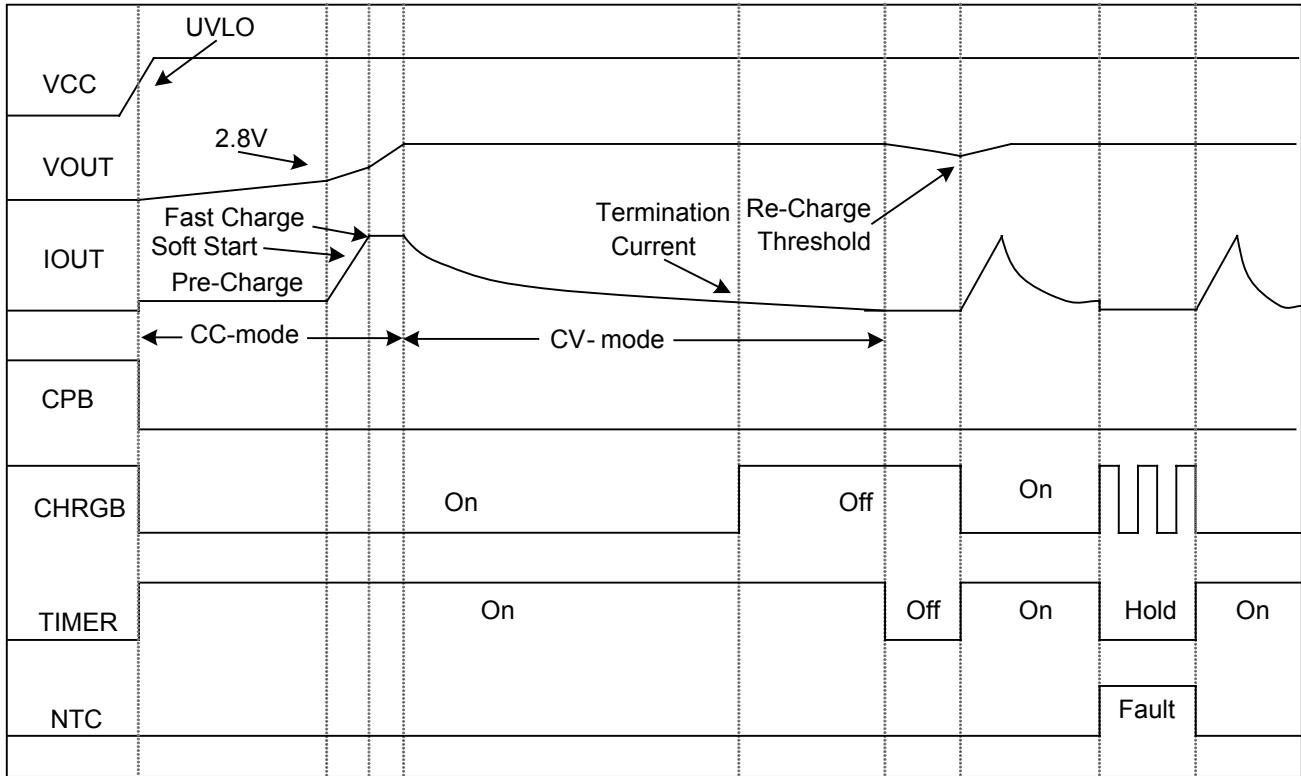 UVLO
VCC
2.8V
VOUT
Fast Charge
Soft Start
Termination
Current
Re-Charge
Threshold
IOUT
Pre-Charge
CC-mode
CV- mode
CPB
CHRGB
On
Off
On
TIMER
On
Off
On
Hold
On
NTC
Fault